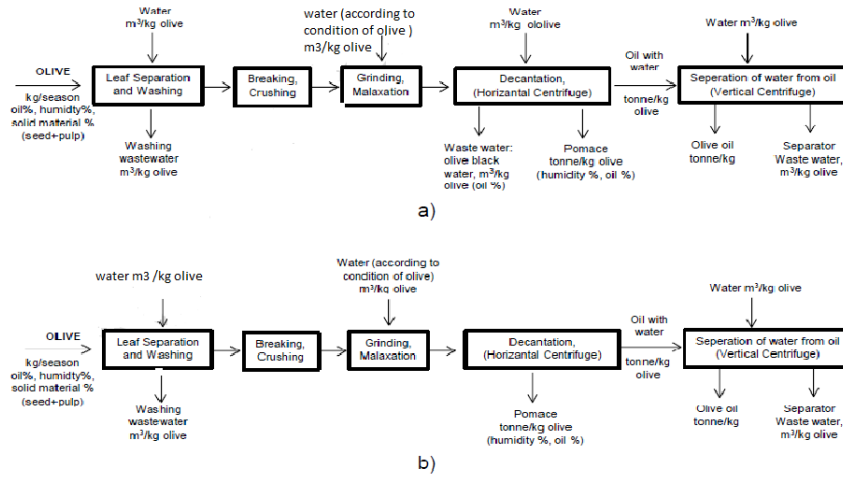 Water
m³/kg olive
water (according to
condition of olive )
m3/kg olive
Water
m³/kg ololive
Water m³/kg olive
OLIVE
kg/season
oil%, humidity%,
solid material %
(seed+pulp)
Leaf Separation
and Washing
Breaking,
Crushing
Grinding,
Malaxation
Decantation,
(Horizantal Centrifuge)
Oil with
water
tonne/kg
olive
Seperation of water from oil
(Vertical Centrifuge)
Washing
wastewater
m³/kg olive
Waste water:
olive black
water, m³/kg
olive (oil %)
Pomace
tonne/kg olive
(humidity %, oil %)
Olive oil
tonne/kg
Separator
Waste water,
m³/kg olive
a)
water m3 /kg olive
Water (according to
condition of olive)
m³/kg olive
Water m³/kg olive
OLIVE
kg/season
oil%, humidity%,
solid material %
(seed+pulp)
Leaf Separation
and Washing
Breaking,
Crushing
Grinding,
Malaxation
Decantation,
(Horizantal Centrifuge)
Oil with
water
tonne/kg
olive
Seperation of water from oil
(Vertical Centrifuge)
Washing
wastewater
m³/kg olive
Pomace
tonne/kg olive
(humidity %, oil %)
Olive oil
tonne/kg
Separator
Waste water,
m³/kg olive
b)